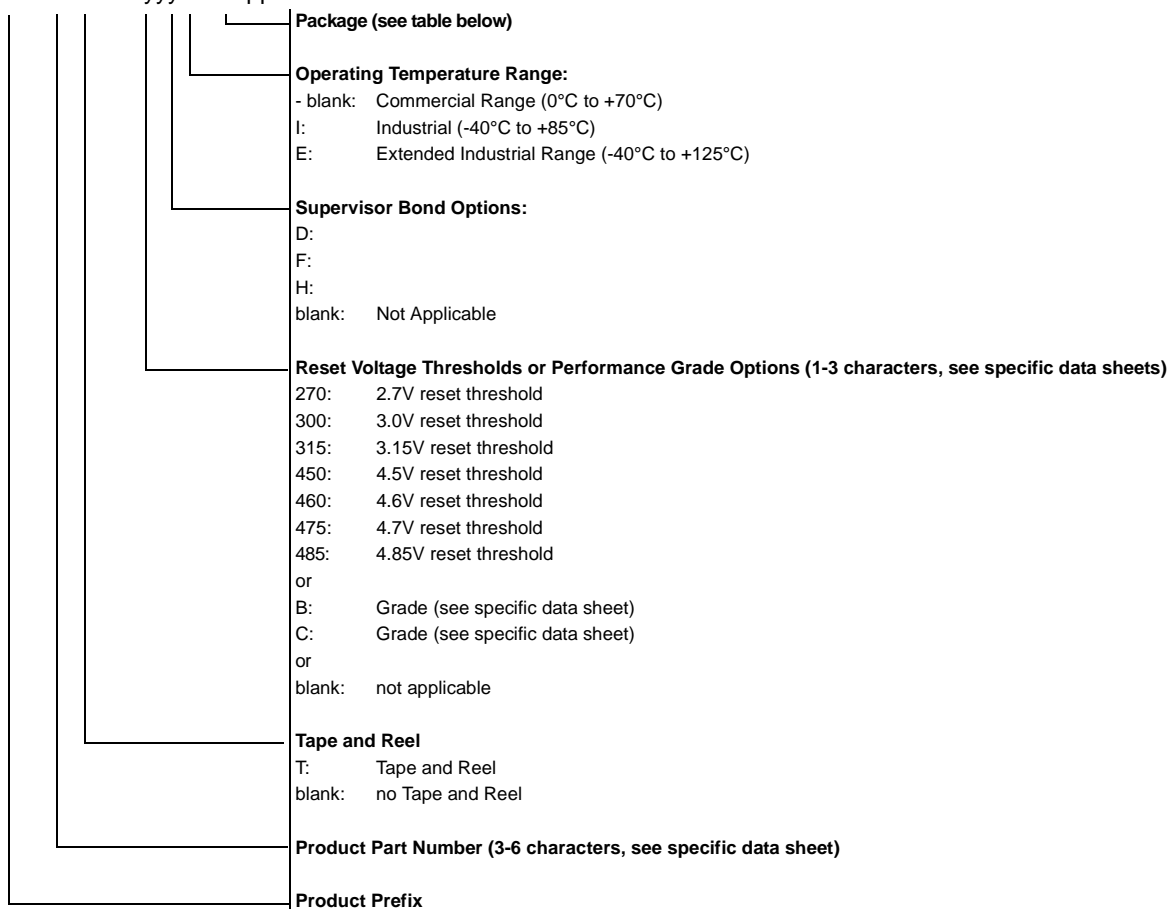 Package (see table below)
Operating Temperature Range:
- blank: Commercial Range (0°C to +70°C)
I: Industrial (-40°C to +85°C)
E: Extended Industrial Range (-40°C to +125°C)
Supervisor Bond Options:
D:
F:
H:
blank: Not Applicable
Reset Voltage Thresholds or Performance Grade Options (1-3 characters, see specific data sheets)
270: 2.7V reset threshold
300: 3.0V reset threshold
315: 3.15V reset threshold
450: 4.5V reset threshold
460: 4.6V reset threshold
475: 4.7V reset threshold
485: 4.85V reset threshold
or
B: Grade (see specific data sheet)
C: Grade (see specific data sheet)
or
blank: not applicable
Tape and Reel
T: Tape and Reel
blank: no Tape and Reel
Product Part Number (3-6 characters, see specific data sheet)
Product Prefix